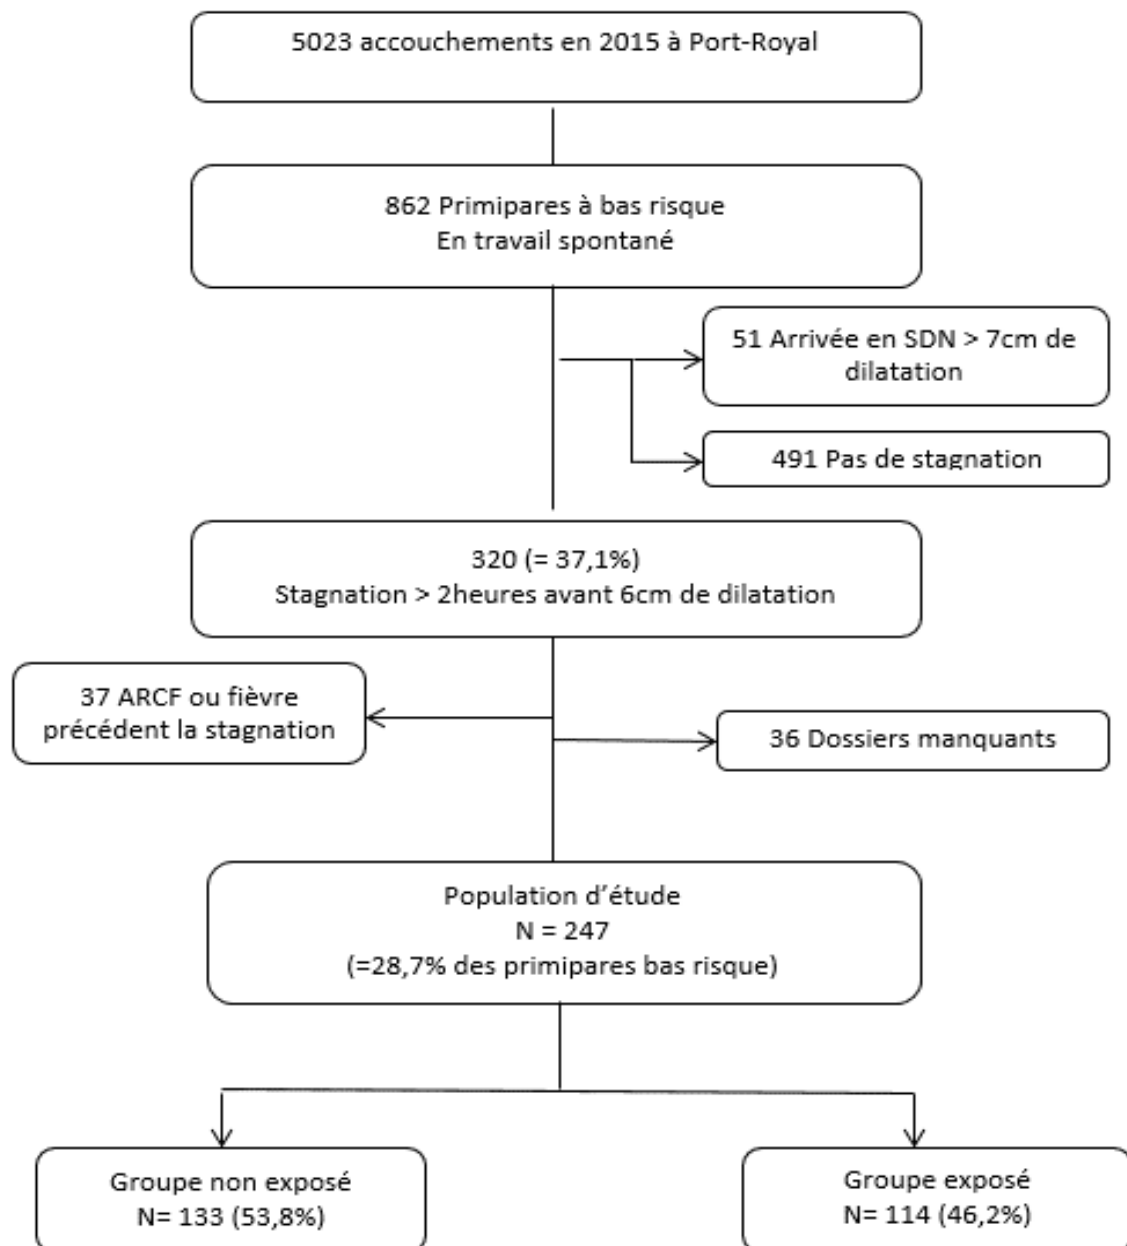 5023 accouchements en 2015 à Port-Royal
862 Primipares à bas risque
En travail spontané
51 Arrivée en SDN > 7cm de
dilatation
491 Pas de stagnation
320 (= 37,1%)
Stagnation > 2heures avant 6cm de dilatation
37 ARCF ou fièvre
précédent la stagnation
36 Dossiers manquants
Population d’étude
N = 247
(=28,7% des primipares bas risque)
Groupe non exposé
N= 133 (53,8%)
Groupe exposé
N= 114 (46,2%)